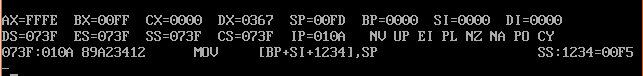 AX=FFFE BX=00FF CX=0000 DX=0367 SP=00FD BP=0000 SI=0000 DI=0000
DS=073F ES=073F SS=073F CS=073F IP=010A NV UP EI PL NZ NA PO CY
073F:010A 89A23412 MOV [BP+SI+1234],SP SS:1234=00F5
_